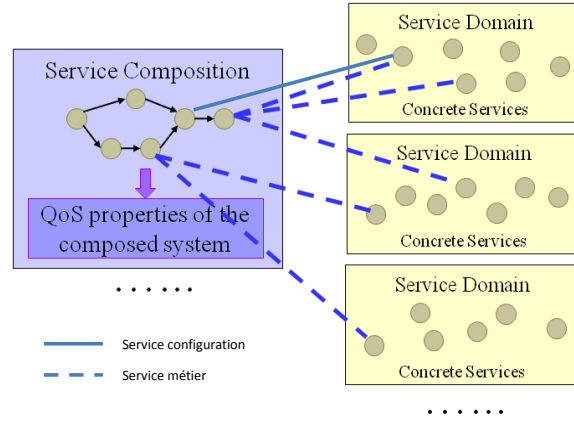 Service Composition
QoS properties of the
composed system
. . . . . .
Service configuration
Service métier
Service Domain
Concrete Services
Service Domain
Concrete Services
Service Domain
Concrete Services
. . . . . .